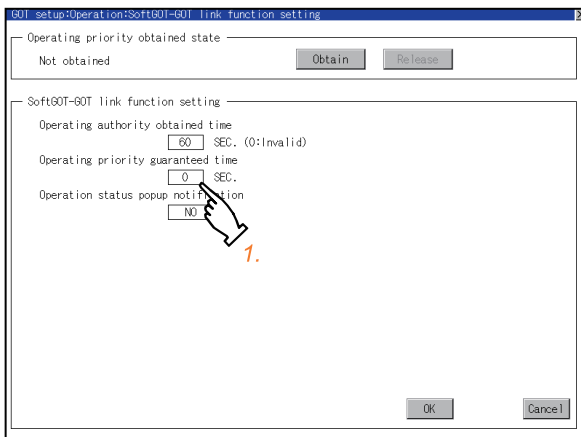 GOT setup:Operation:SoftGOT-GOT link function setting
Operating priority obtained state
Not obtained
Obtain
Release
SoftGOT-GOT link function setting
Operating authority obtained time
60 SEC. (0:Invalid)
Operating priority guaranteed time
0 SEC.
Operation status popup notification
NO
1.
OK
Cancel